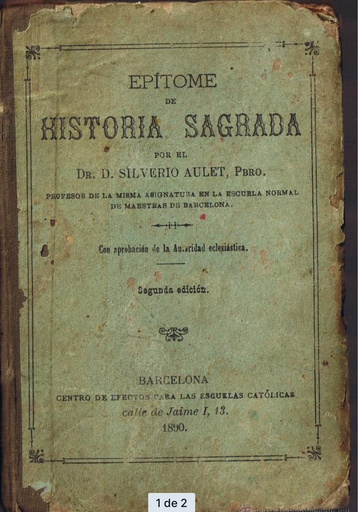 EPÍTOME
DE
HISTORIA SAGRADA
POR EL
DR. D. SILVERIO AULET, PBRO.
PROFESOR DE LA MISMA ASIGNATURA EN LA ESCUELA NORMAL
DE MAESTRAS DE BARCELONA.
Con aprobación de la Autoridad eclesiástica.
Segunda edición.
BARCELONA
CENTRO DE EFECTOS PARA LAS ESCUELAS CATÓLICAS
calle de Jaime I, 13.
1890.
1 de 2